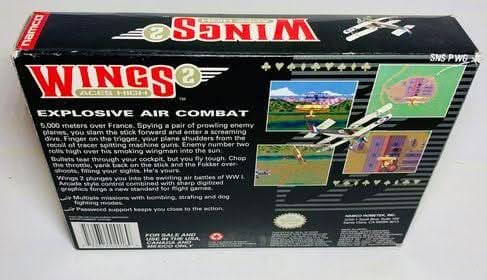 namco
WINGS 2
ACES HIGH
SNS P WG
WINGS 2
ACES HIGH
EXPLOSIVE AIR COMBAT
5,000 meters over France. Spying a pair of prowling enemy
planes, you slam the stick forward and enter a screaming
dive. Finger on the trigger, your plane shudders from the
recoil of tracer spitting machine guns. Enemy number two
rolls high over his smoking wingman into the sun.
Bullets tear through your cockpit, but you fly tough. Chop
the throttle, yank back on the stick and the Fokker over-
shoots, filling your sights. He's yours.
Wings 2 plunges you into the swirling air battles of WW I.
Arcade style control combined with sharp digitized
graphics forge a new standard for flight games.
Multiple missions with bombing, strafing and dog
fighting modes.
Password support keeps you close to the action.
FOR SALE AND
USE IN THE USA,
CANADA AND
MEXICO ONLY
NAMCO HOMETEK, INC.